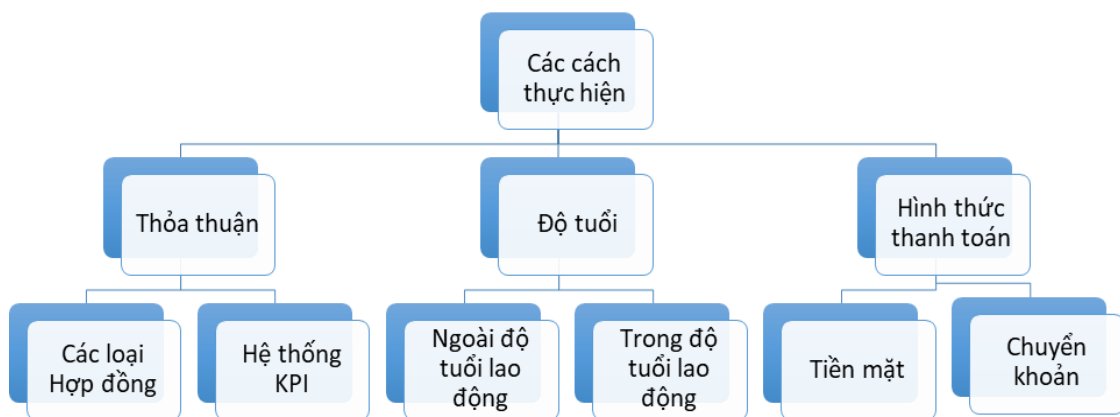 Các cách
thực hiện
Thỏa thuận
Độ tuổi
Hình thức
thanh toán
Các loại
Hợp đồng
Hệ thống
KPI
Ngoài độ
tuổi lao
động
Trong độ
tuổi lao
động
Tiền mặt
Chuyển
khoản